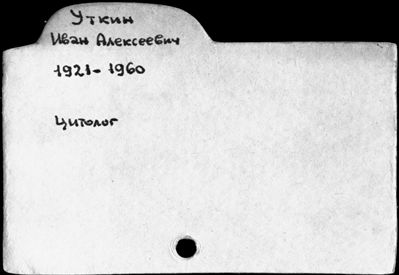 Уткин
Иван Алексеевич
1921-1960
Цитолог